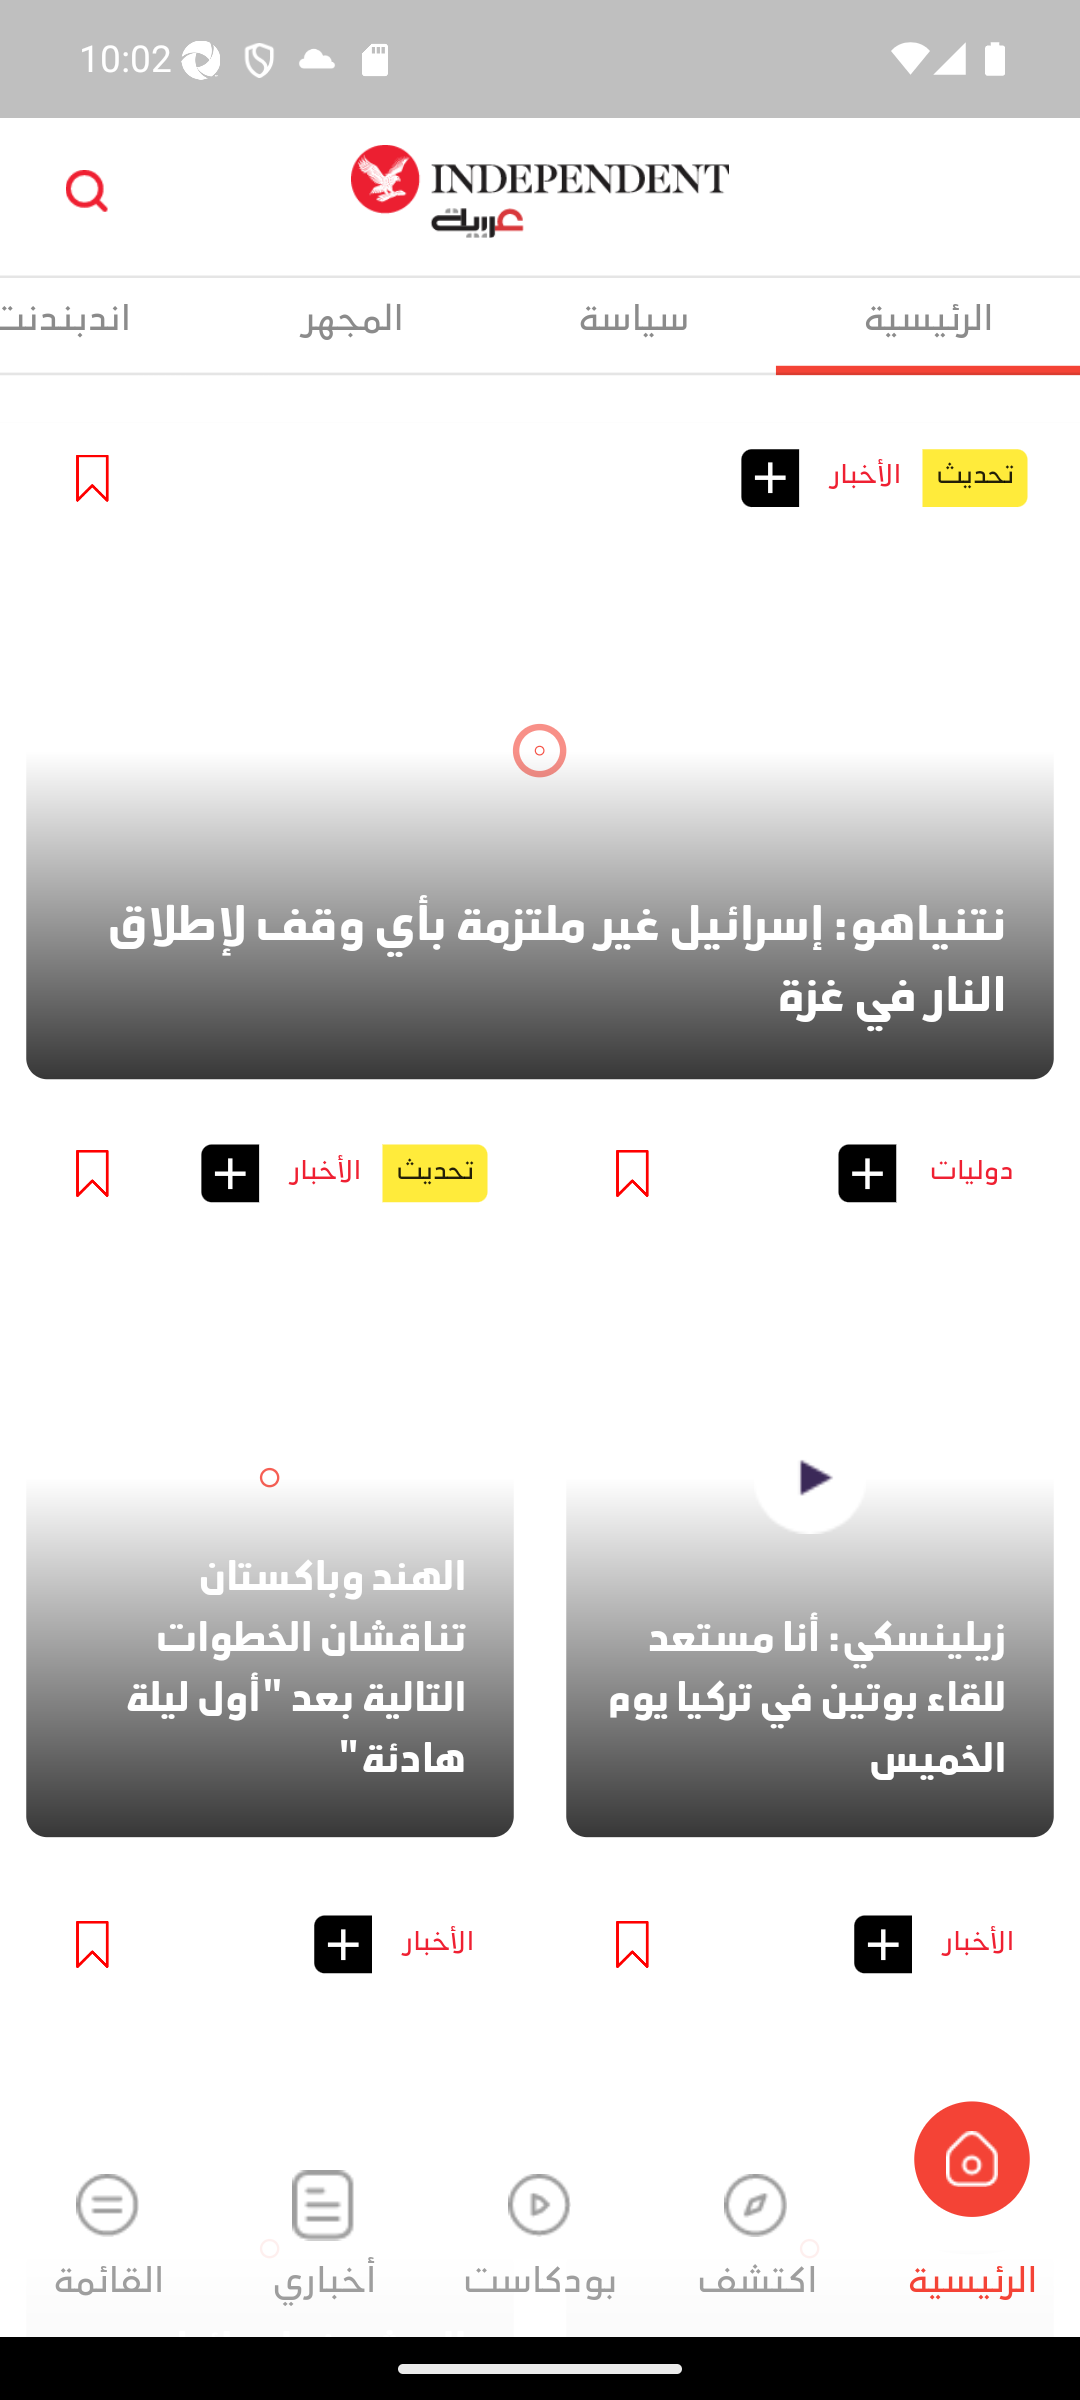 10:02
INDEPENDENT
عربية
الرئيسية
سياسة
المجهر
اندبندنت
تحديث
الأخبار
نتنياهو: إسرائيل غير ملتزمة بأي وقف لإطلاق
النار في غزة
دوليات
زيلينسكي: أنا مستعد
للقاء بوتين في تركيا يوم
الخميس
تحديث
الأخبار
الهند وباكستان
تناقشان الخطوات
التالية بعد "أول ليلة
هادئة"
الأخبار
الأخبار
الرئيسية
اكتشف
بودكاست
أخباري
القائمة